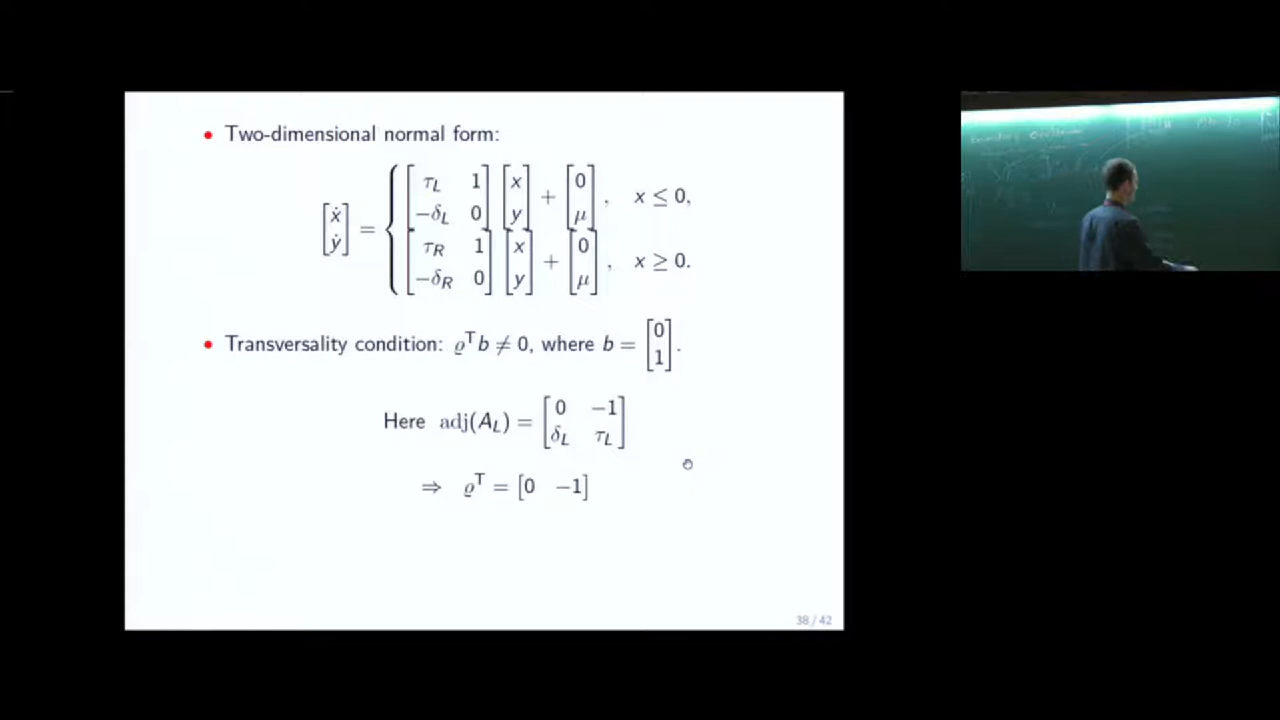 • Two-dimensional normal form:
[ẋ ẏ] = { [τ_L 1; −δ_L 0] [x; y] + [0; μ], x ≤ 0,
[τ_R 1; −δ_R 0] [x; y] + [0; μ], x ≥ 0.
• Transversality condition: ϱᵀb ≠ 0, where b = [0; 1].
Here adj(A_L) = [0 −1; δ_L τ_L]
⇒ ϱᵀ = [0 −1]
38 / 42